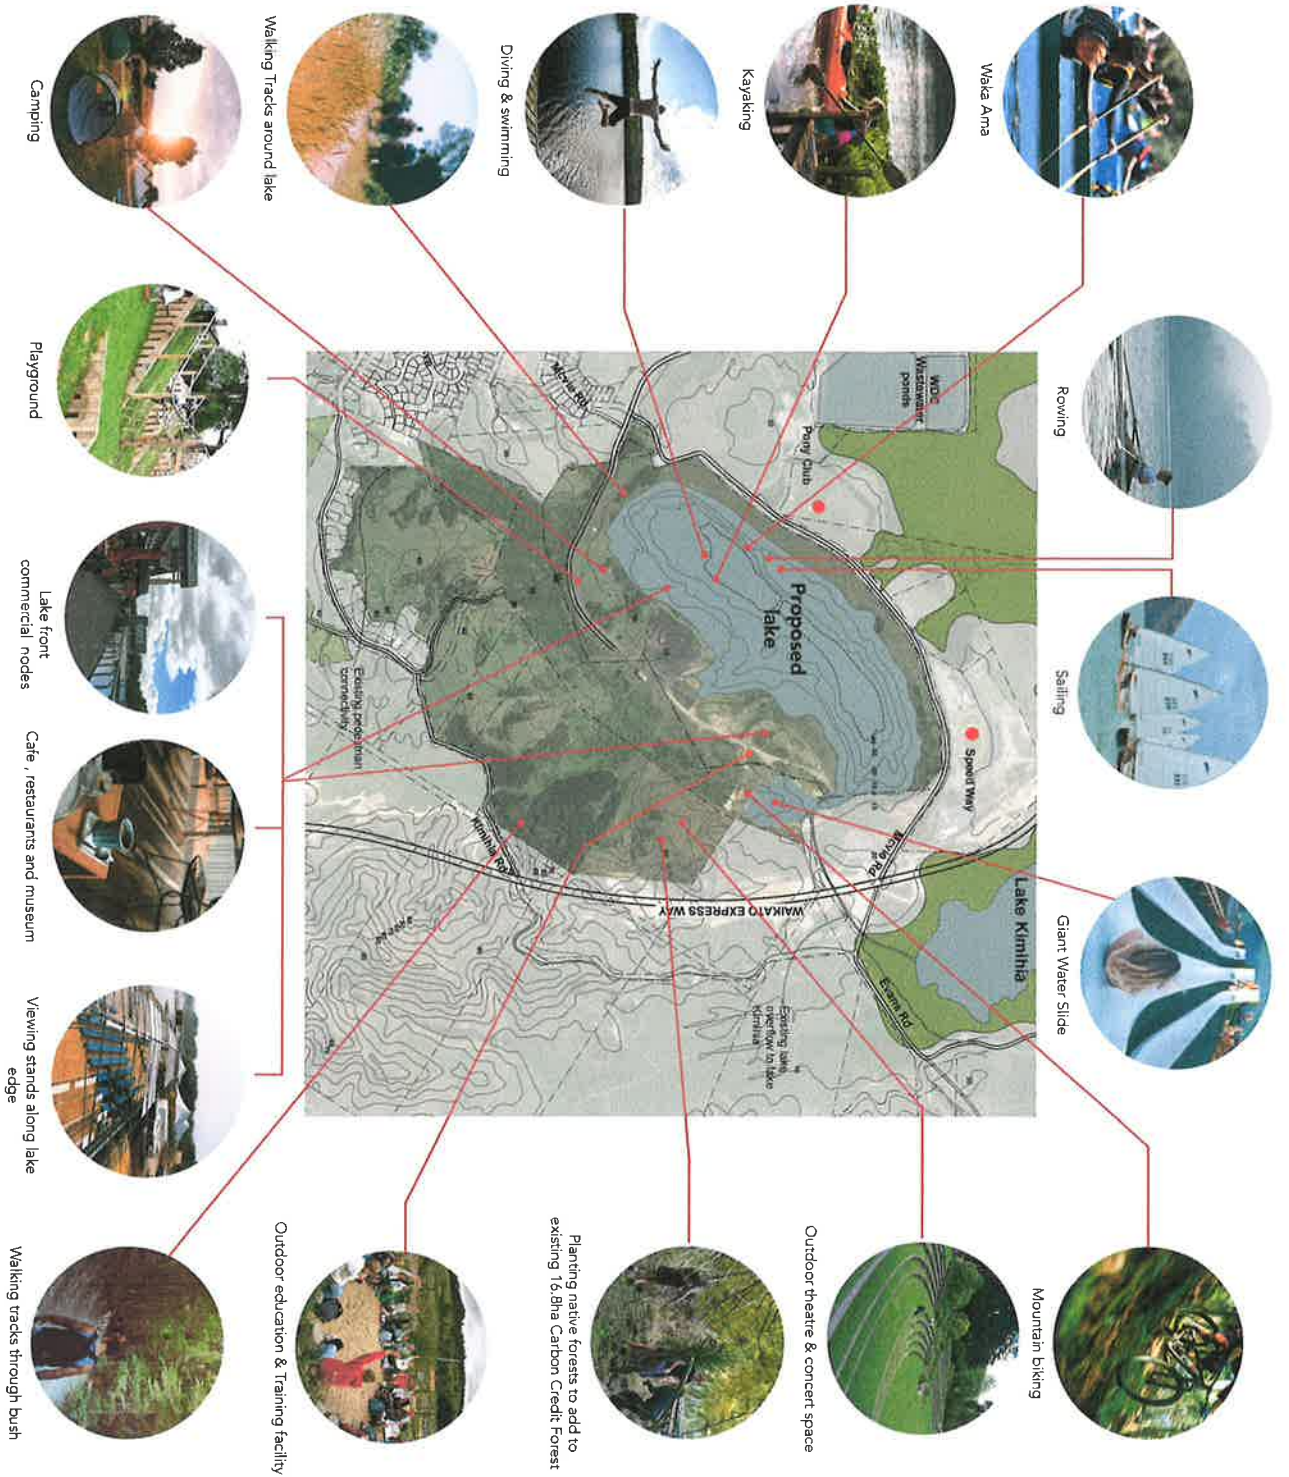 Waka Ama
Kayaking
Diving & swimming
Walking Tracks around lake
Camping
Rowing
Sailing
Giant Water Slide
Mountain biking
Outdoor theatre & concert space
Planting native forests to add to
existing 16.8ha Carbon Credit Forest
Outdoor education & Training facility
Walking tracks through bush
Playground
Lake front
commercial nodes
Cafe , restaurants and museum
Viewing stands along lake
edge
WDC
Wastewater
ponds
Pony Club
Mcvie Rd
Proposed
lake
Speed Way
Mcvie Rd
Lake Kimihia
Evans Rd
WAIKATO EXPRESS WAY
Existing lake
overflow to lake
Kimihia
Existing pedestrian
connectivity
Kimihia Rd